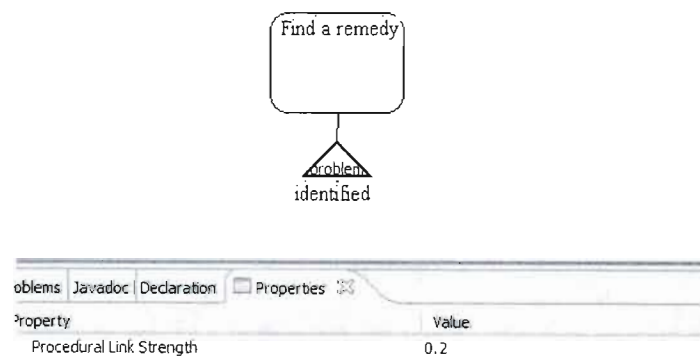 Find a remedy
problem
identified
oblems Javadoc Declaration Properties
Property Value
Procedural Link Strength 0.2